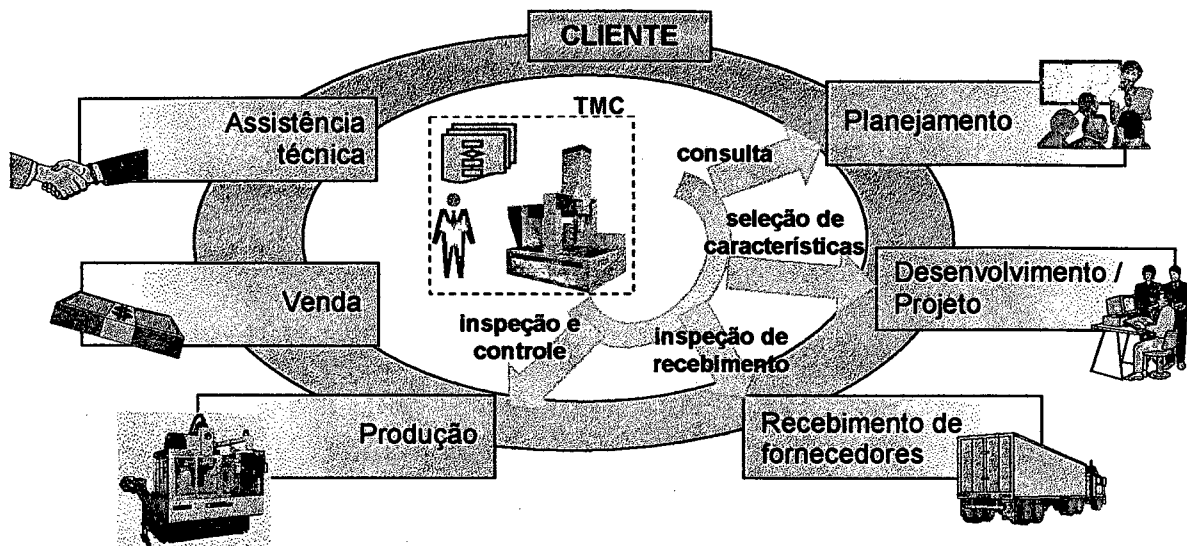 CLIENTE
Assistência
técnica
TMC
Planejamento
consulta
seleção de
características
Desenvolvimento /
Projeto
Venda
inspeção e
controle
inspeção de
recebimento
Produção
Recebimento de
fornecedores